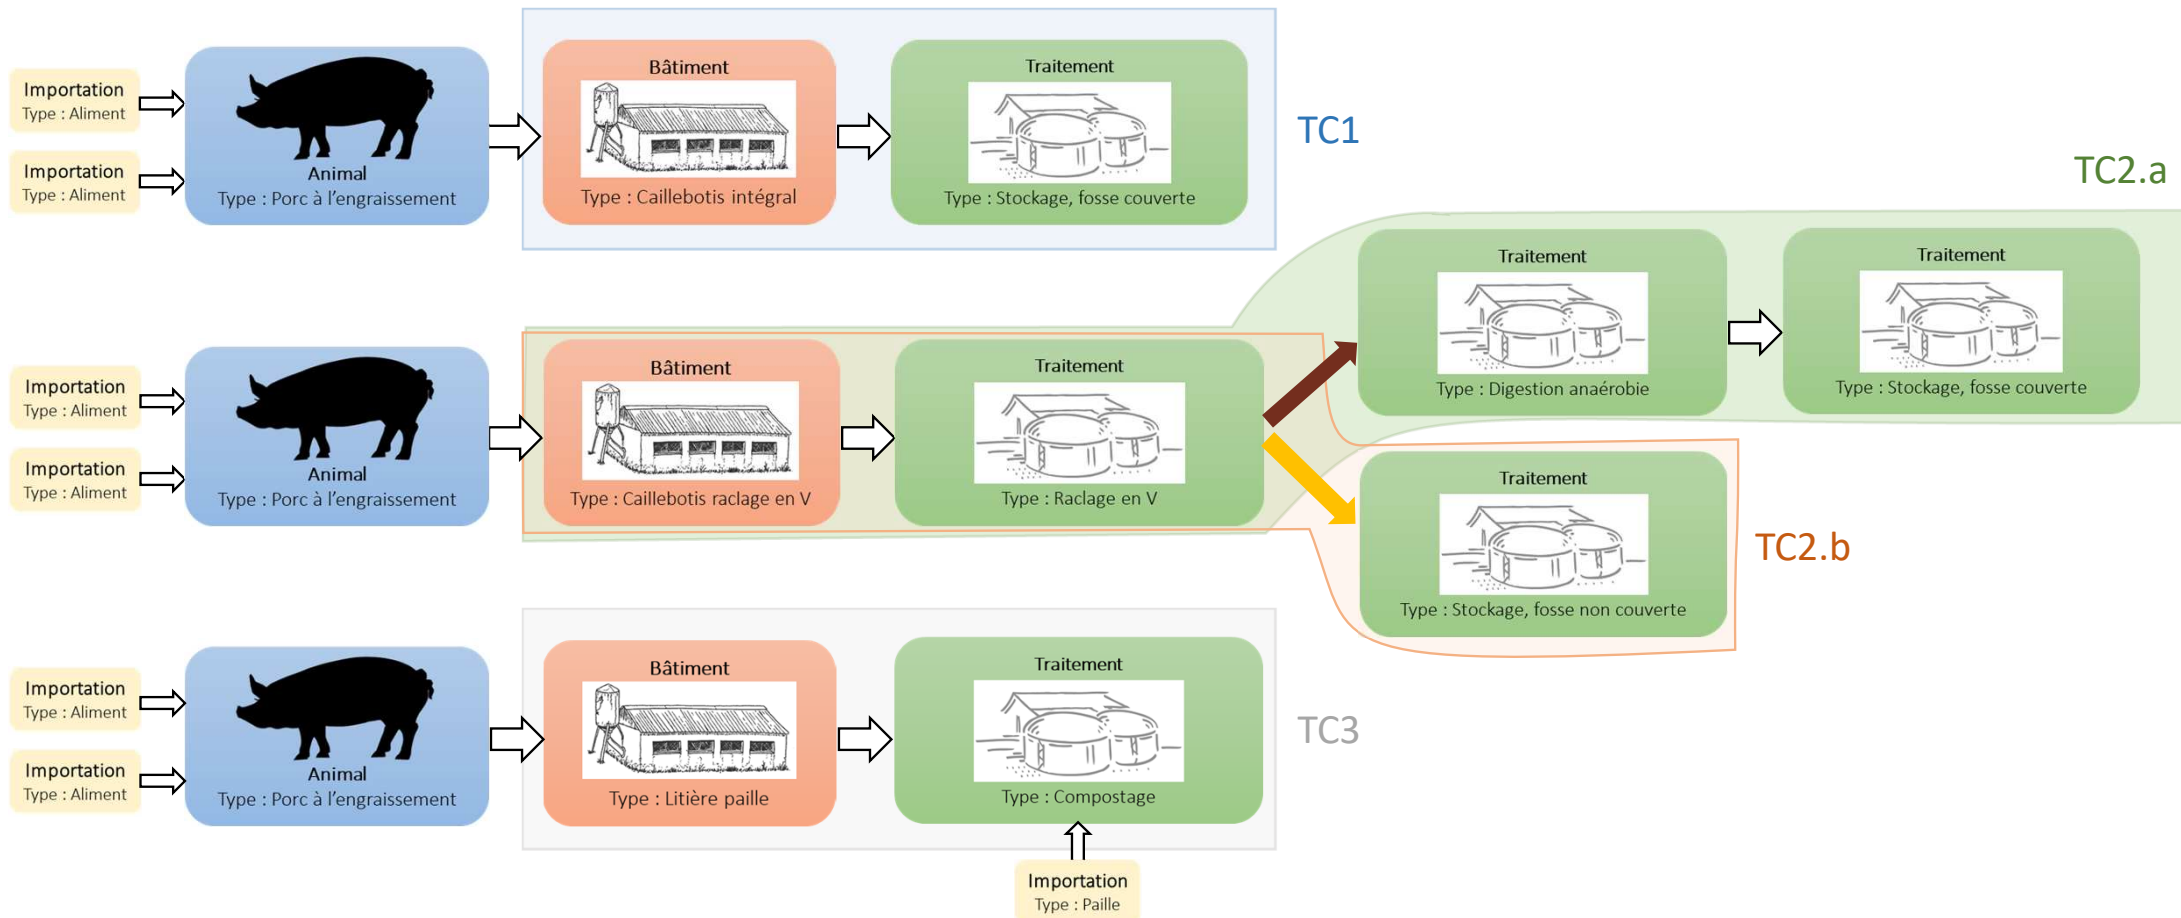 Importation
Type : Aliment
Importation
Type : Aliment
Animal
Type : Porc à l'engraissement
Bâtiment
Type : Caillebotis intégral
Traitement
Type : Stockage, fosse couverte
TC1
TC2.a
Importation
Type : Aliment
Importation
Type : Aliment
Animal
Type : Porc à l'engraissement
Bâtiment
Type : Caillebotis raclage en V
Traitement
Type : Raclage en V
Traitement
Type : Digestion anaérobie
Traitement
Type : Stockage, fosse couverte
Traitement
Type : Stockage, fosse non couverte
TC2.b
Importation
Type : Aliment
Importation
Type : Aliment
Animal
Type : Porc à l'engraissement
Bâtiment
Type : Litière paille
Traitement
Type : Compostage
TC3
Importation
Type : Paille